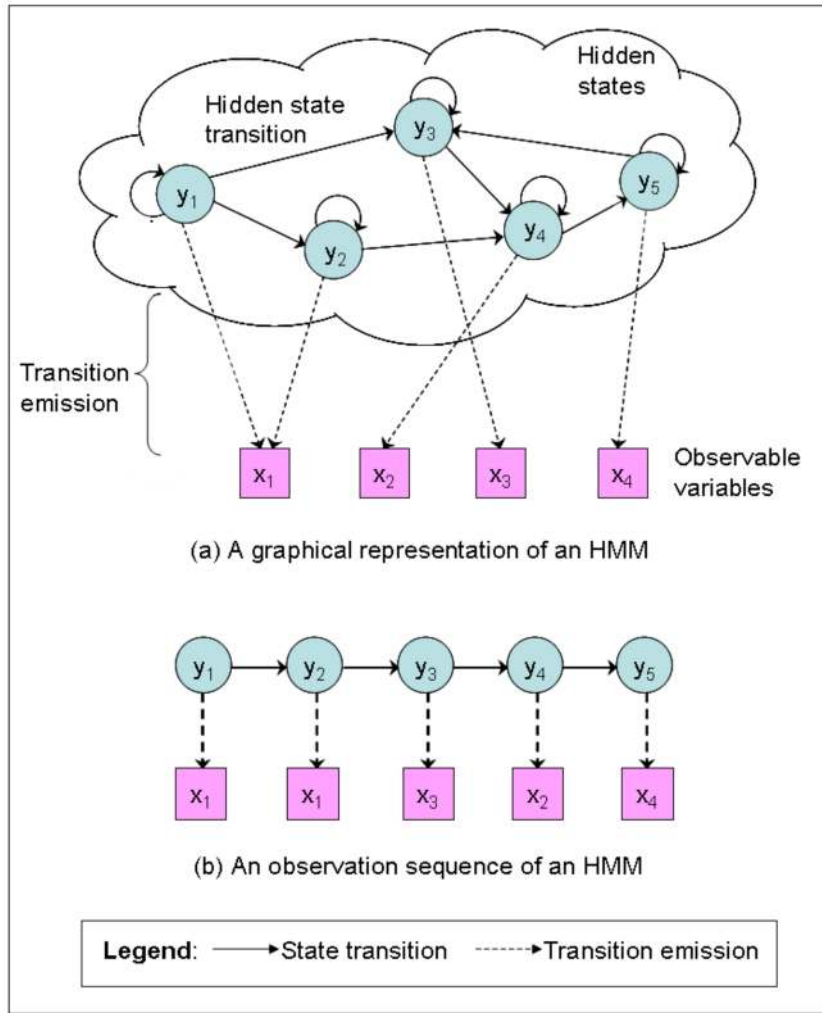 Hidden
states
Hidden state
transition
y₃
y₁
y₅
y₂
y₄
Transition
emission
x₁
x₂
x₃
x₄
Observable
variables
(a) A graphical representation of an HMM
y₁ y₂ y₃ y₄ y₅
x₁ x₁ x₃ x₂ x₄
(b) An observation sequence of an HMM
Legend: State transition Transition emission